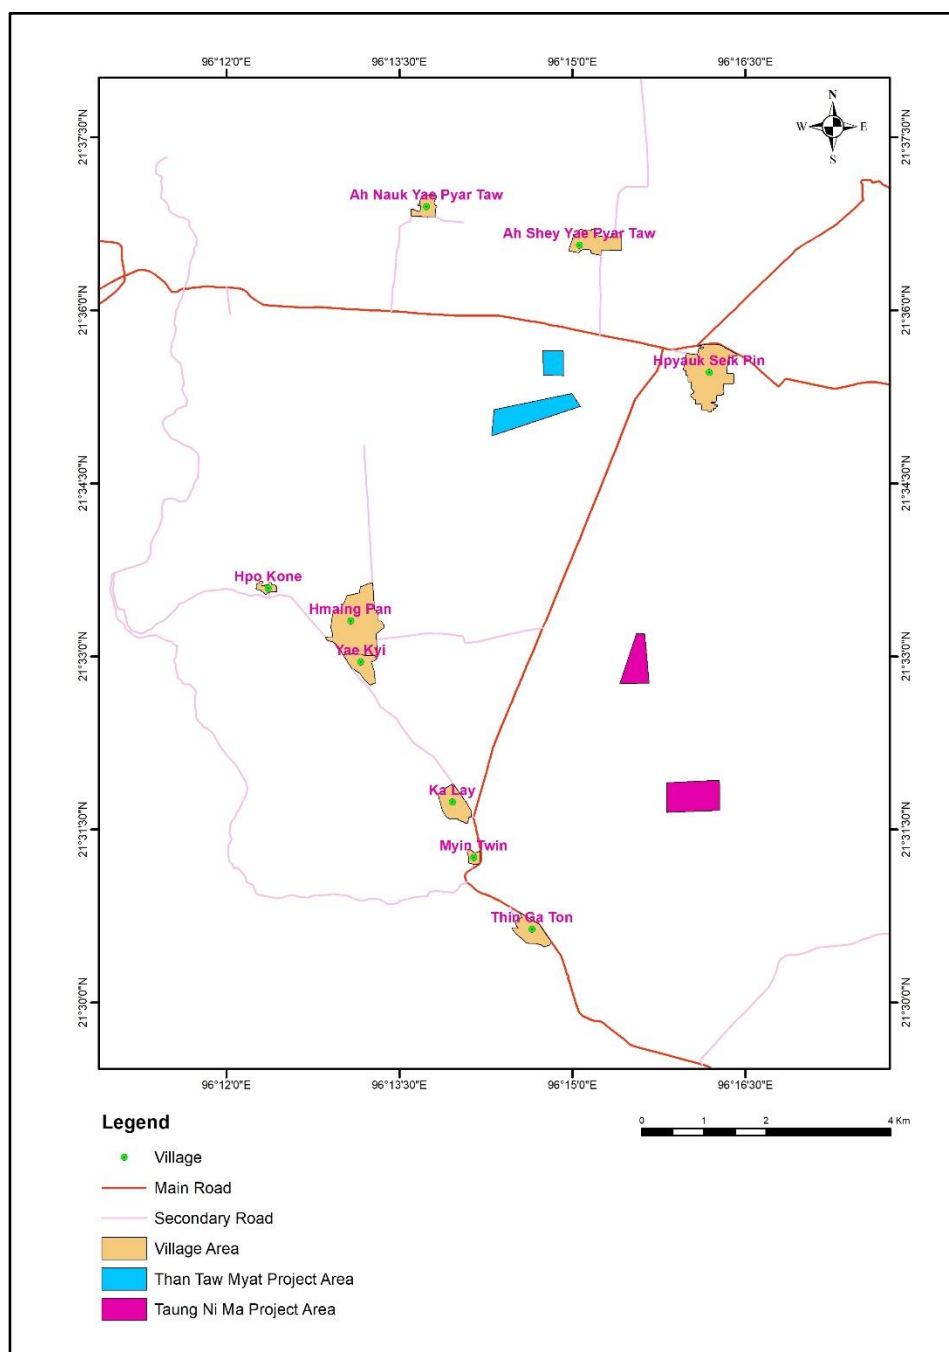 96°12'0"E
96°13'30"E
96°15'0"E
96°16'30"E
N
W
E
S
21°37'30"N
21°37'30"N
Ah Nauk Yae Pyar Taw
Ah Shey Yae Pyar Taw
21°36'0"N
21°36'0"N
Hpyauk Seik Pin
21°34'30"N
21°34'30"N
Hpo Kone
Hmaing Pan
Yae Kyi
21°33'0"N
21°33'0"N
Ka Lay
21°31'30"N
21°31'30"N
Myin Twin
Thin Ga Ton
21°30'0"N
21°30'0"N
96°12'0"E
96°13'30"E
96°15'0"E
96°16'30"E
Legend
0 1 2 4 Km
Village
Main Road
Secondary Road
Village Area
Than Taw Myat Project Area
Taung Ni Ma Project Area